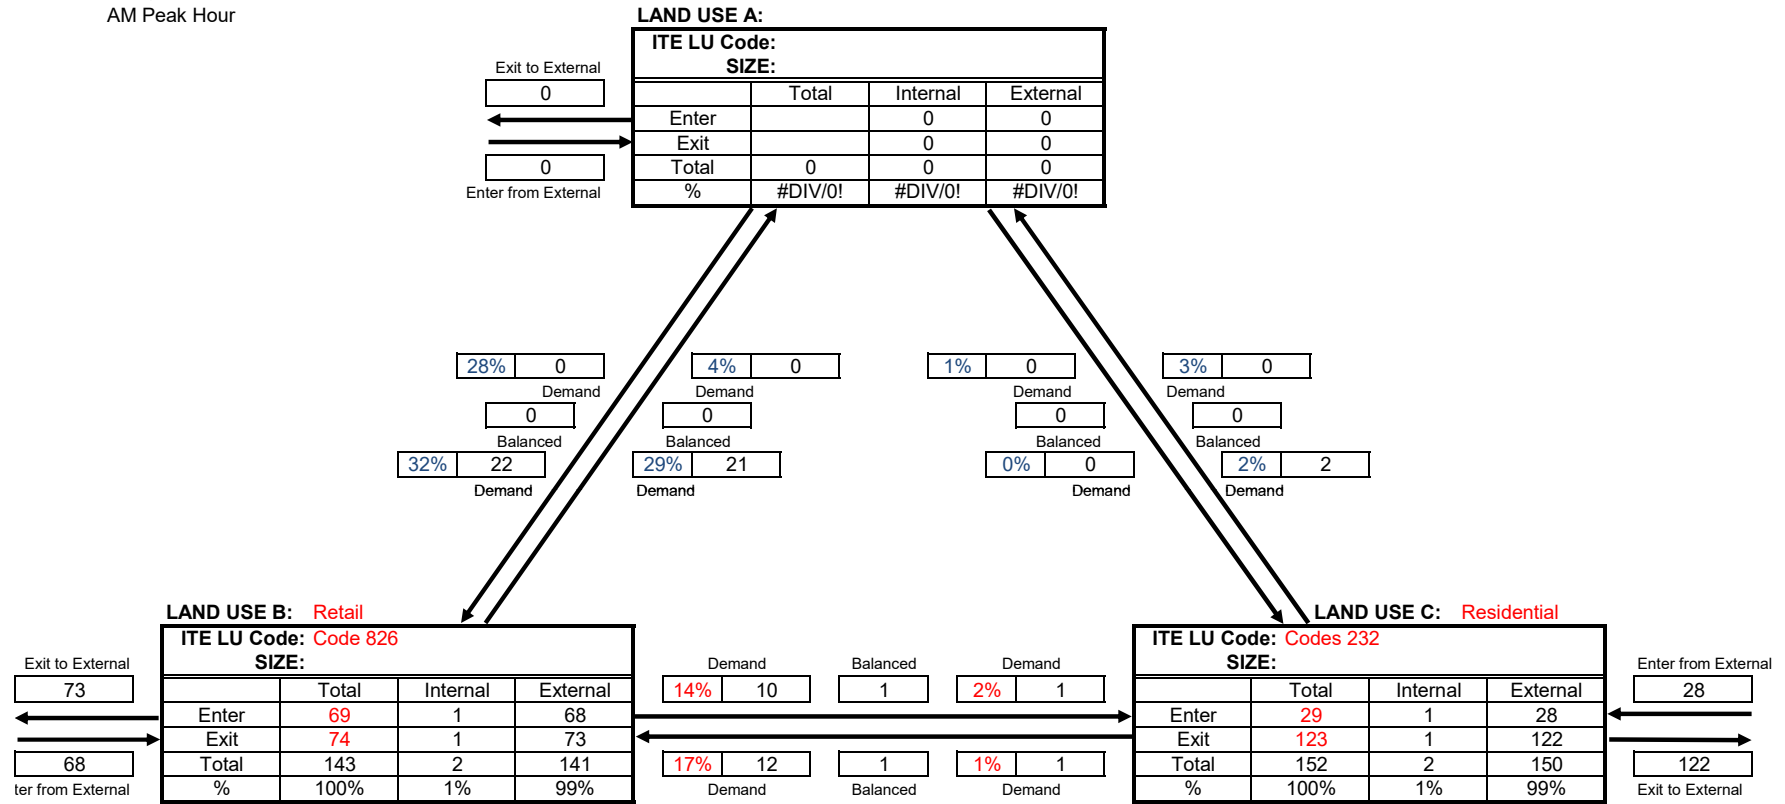 AM Peak Hour
LAND USE A:
ITE LU Code:
SIZE:
Exit to External
0
Total Internal External
Enter 0 0
Exit 0 0
Total 0 0 0
% #DIV/0! #DIV/0! #DIV/0!
0
Enter from External
28% 0 4% 0 1% 0 3% 0
Demand Demand Demand Demand
0 0 0 0
Balanced Balanced Balanced Balanced
32% 22 29% 21 0% 0 2% 2
Demand Demand Demand Demand
LAND USE B: Retail
ITE LU Code: Code 826
SIZE:
Exit to External
73
Total Internal External
Enter 69 1 68
Exit 74 1 73
Total 143 2 141
% 100% 1% 99%
68
ter from External
Demand Balanced Demand
14% 10 1 2% 1
17% 12 1 1% 1
Demand Balanced Demand
LAND USE C: Residential
ITE LU Code: Codes 232
SIZE:
Total Internal External
Enter 29 1 28
Exit 123 1 122
Total 152 2 150
% 100% 1% 99%
Enter from External
28
122
Exit to External